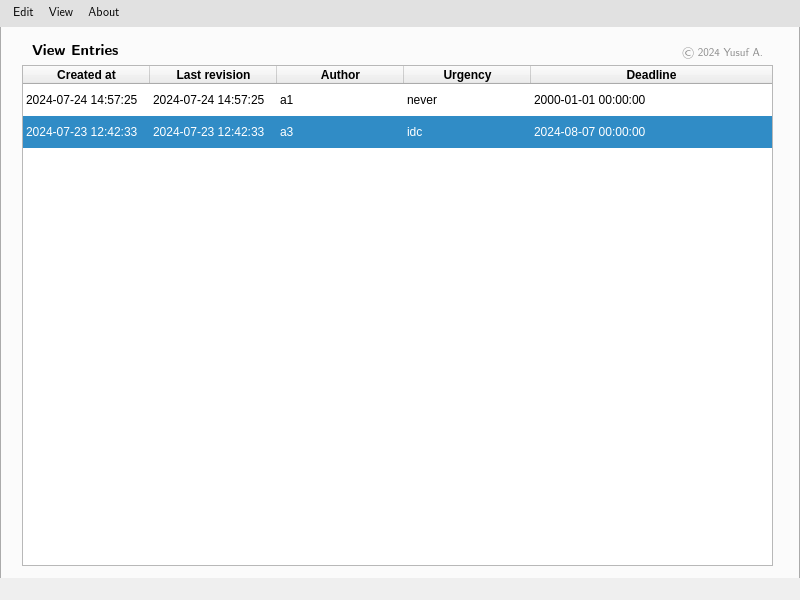 Edit View About
View Entries
© 2024 Yusuf A.
Created at Last revision Author Urgency Deadline
2024-07-24 14:57:25 2024-07-24 14:57:25 a1 never 2000-01-01 00:00:00
2024-07-23 12:42:33 2024-07-23 12:42:33 a3 idc 2024-08-07 00:00:00